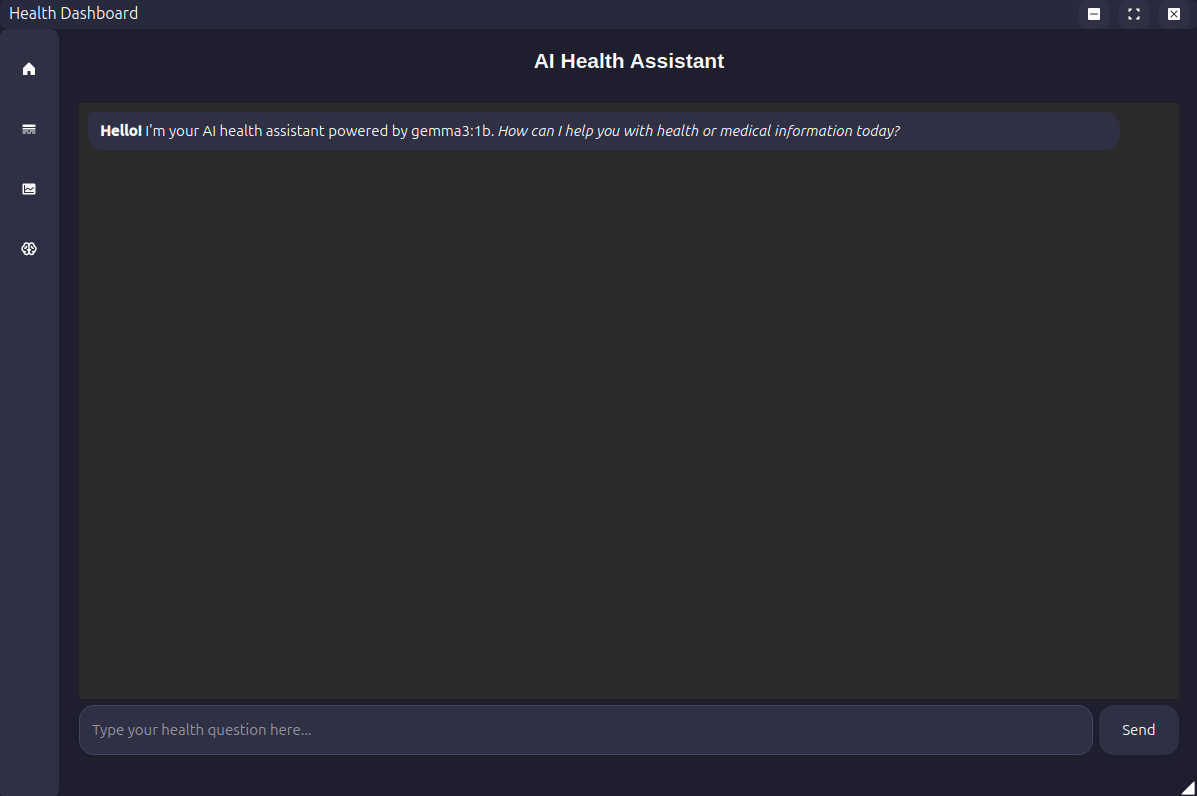 Health Dashboard
AI Health Assistant
Hello! I'm your AI health assistant powered by gemma3:1b. How can I help you with health or medical information today?
Type your health question here...
Send